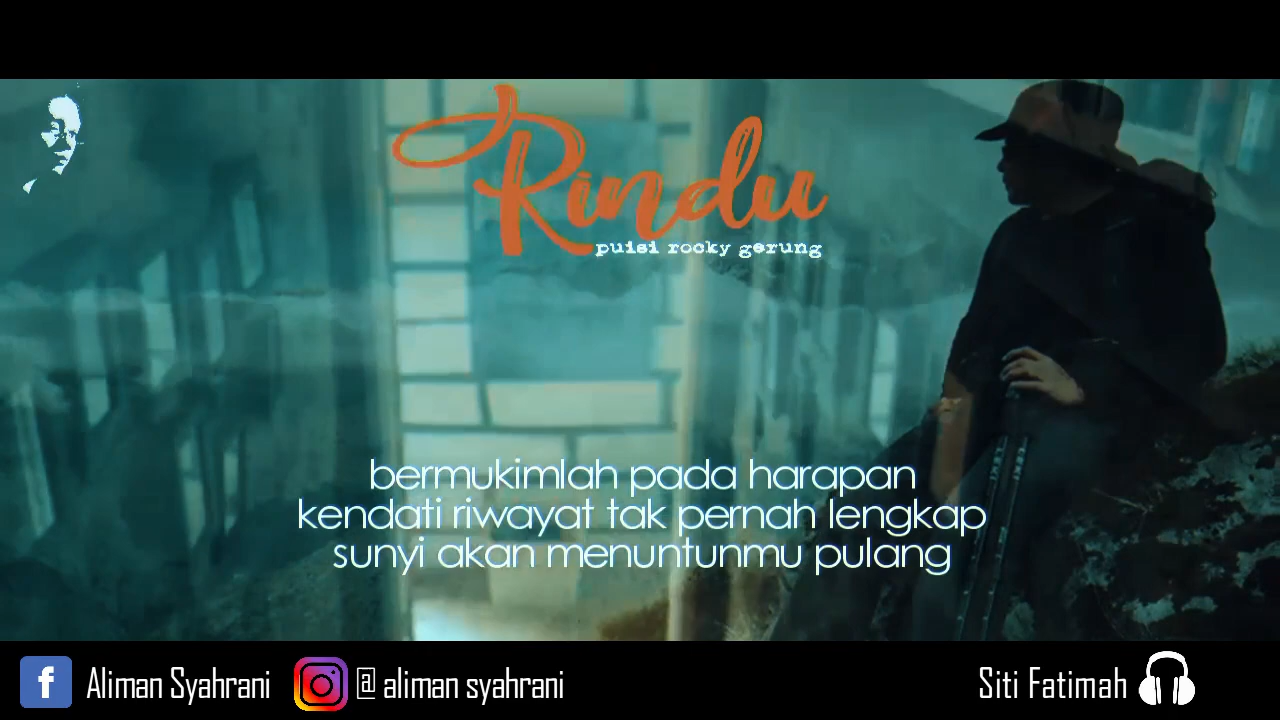 Rindu
puisi rocky gerung
bermukimlah pada harapan
kendati riwayat tak pernah lengkap
sunyi akan menuntunmu pulang
f Aliman Syahrani @ aliman syahrani Siti Fatimah